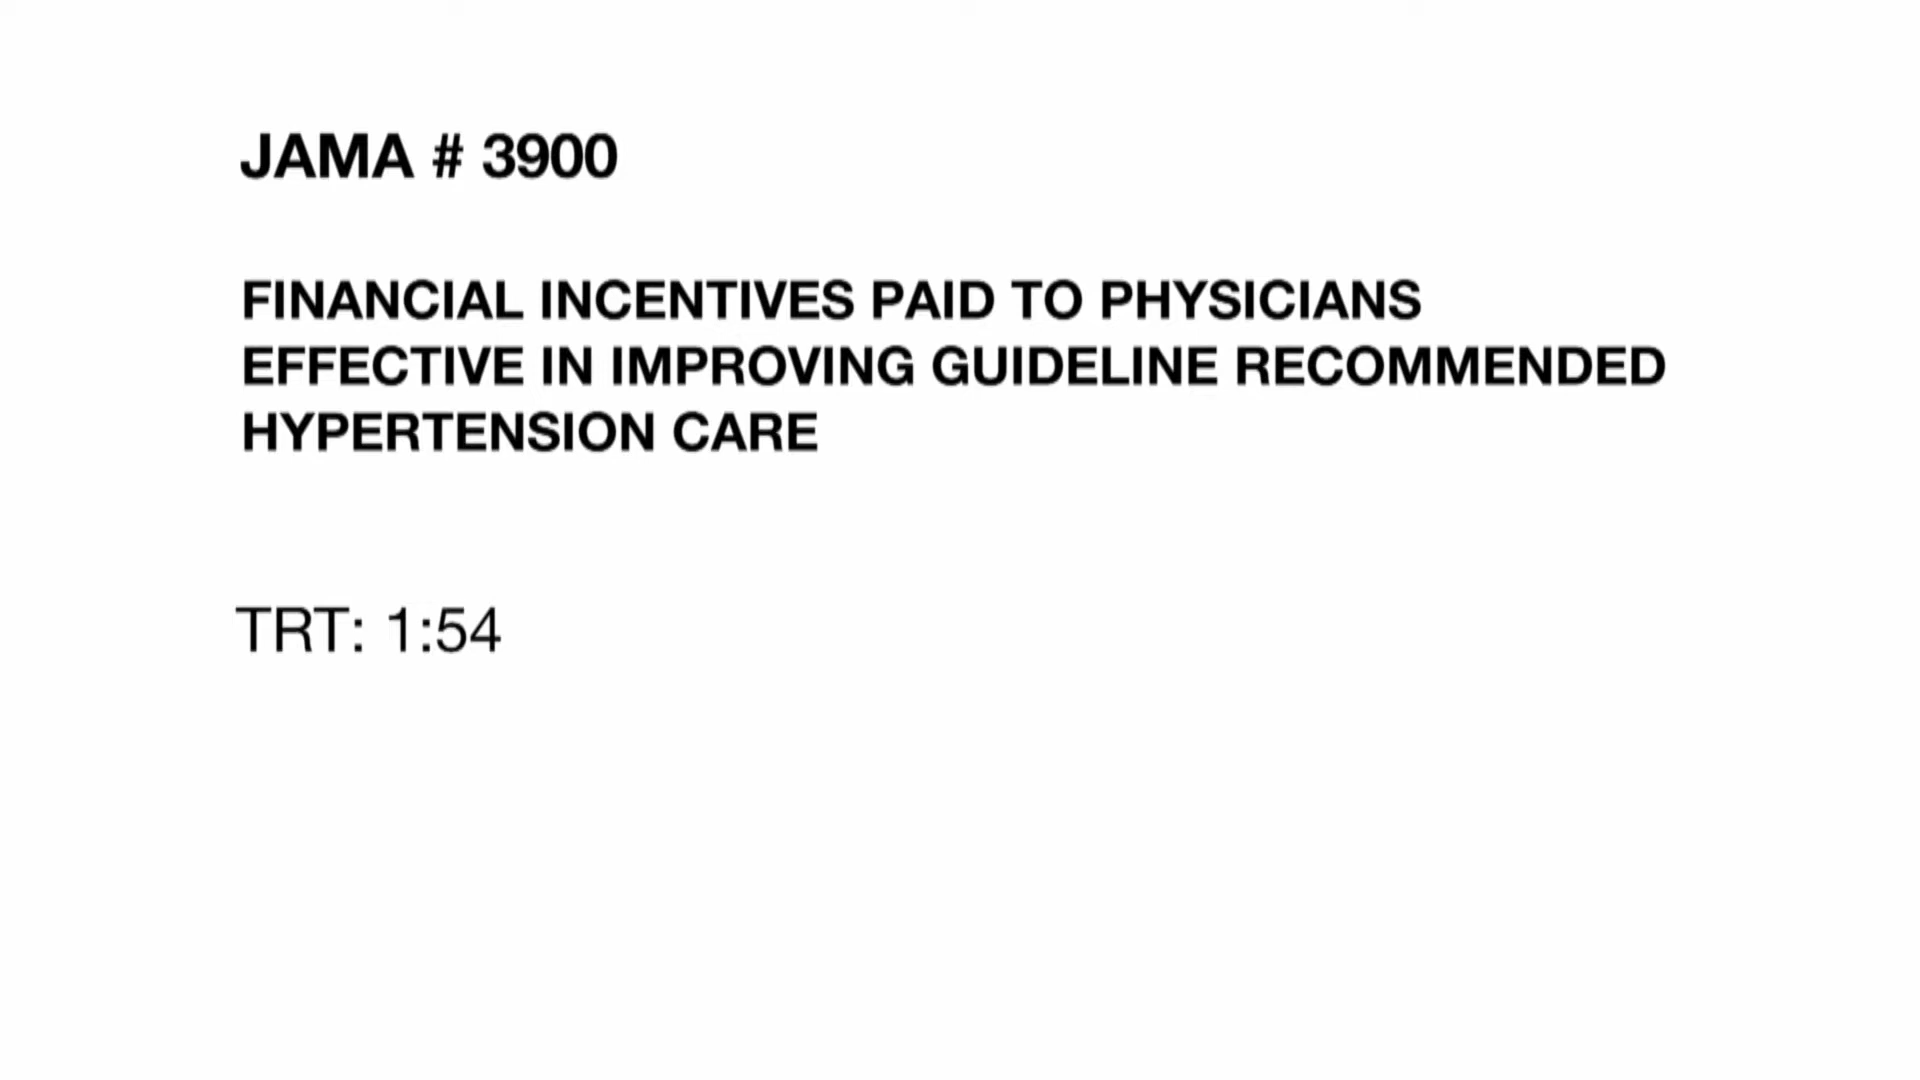 JAMA # 3900
FINANCIAL INCENTIVES PAID TO PHYSICIANS
EFFECTIVE IN IMPROVING GUIDELINE RECOMMENDED
HYPERTENSION CARE
TRT: 1:54